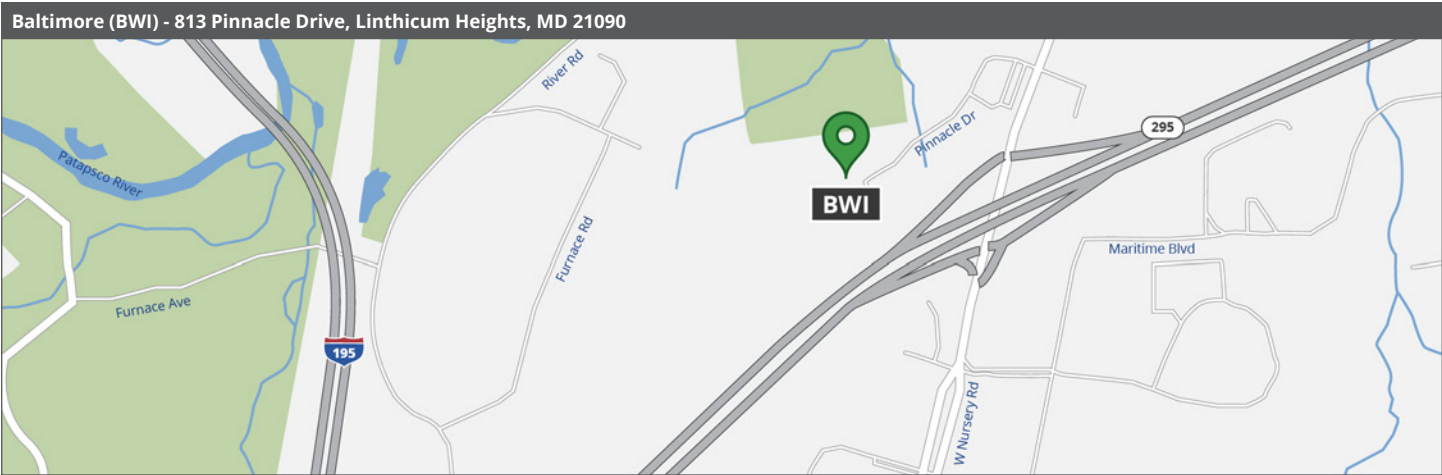 Baltimore (BWI) - 813 Pinnacle Drive, Linthicum Heights, MD 21090
River Rd
295
Pinnacle Dr
Patapsco River
BWI
Furnace Rd
Maritime Blvd
Furnace Ave
195
W Nursery Rd